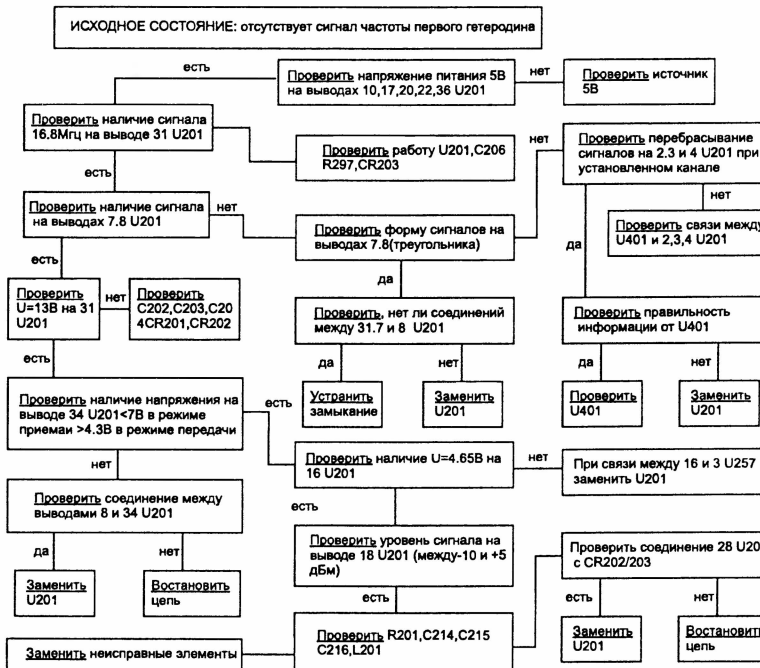 ИСХОДНОЕ СОСТОЯНИЕ: отсутствует сигнал частоты первого гетеродина
есть
Проверить напряжение питания 5В
на выводах 10,17,20,22,36 U201
нет
Проверить источник
5В
Проверить наличие сигнала
16.8Мгц на выводе 31 U201
Проверить работу U201,C206
R297,CR203
нет
Проверить перебрасывание
сигналов на 2.3 и 4 U201 при
установленном канале
есть
Проверить наличие сигнала
на выводах 7.8 U201
нет
Проверить форму сигналов на
выводах 7.8(треугольника)
да
нет
Проверить связи между
U401 и 2,3,4 U201
есть
Проверить
U=13В на 31
U201
нет
Проверить
C202,C203,C20
4CR201,CR202
да
Проверить, нет ли соединений
между 31.7 и 8 U201
Проверить правильность
информации от U401
есть
да
нет
да
нет
Устранить
замыкание
Заменить
U201
Проверить
U401
Заменить
U201
Проверить наличие напряжения на
выводе 34 U201<7В в режиме
приемаи >4.3В в режиме передачи
есть
Проверить наличие U=4.65В на
16 U201
нет
При связи между 16 и 3 U257
заменить U201
нет
Проверить соединение между
выводами 8 и 34 U201
есть
Проверить уровень сигнала на
выводе 18 U201 (между-10 и +5
дБм)
Проверить соединение 28 U20
с CR202/203
да
нет
Заменить
U201
Востановить
цепь
есть
есть
нет
Проверить R201,C214,C215
C216,L201
Заменить
U201
Востановить
цепь
Заменить неисправные элементы